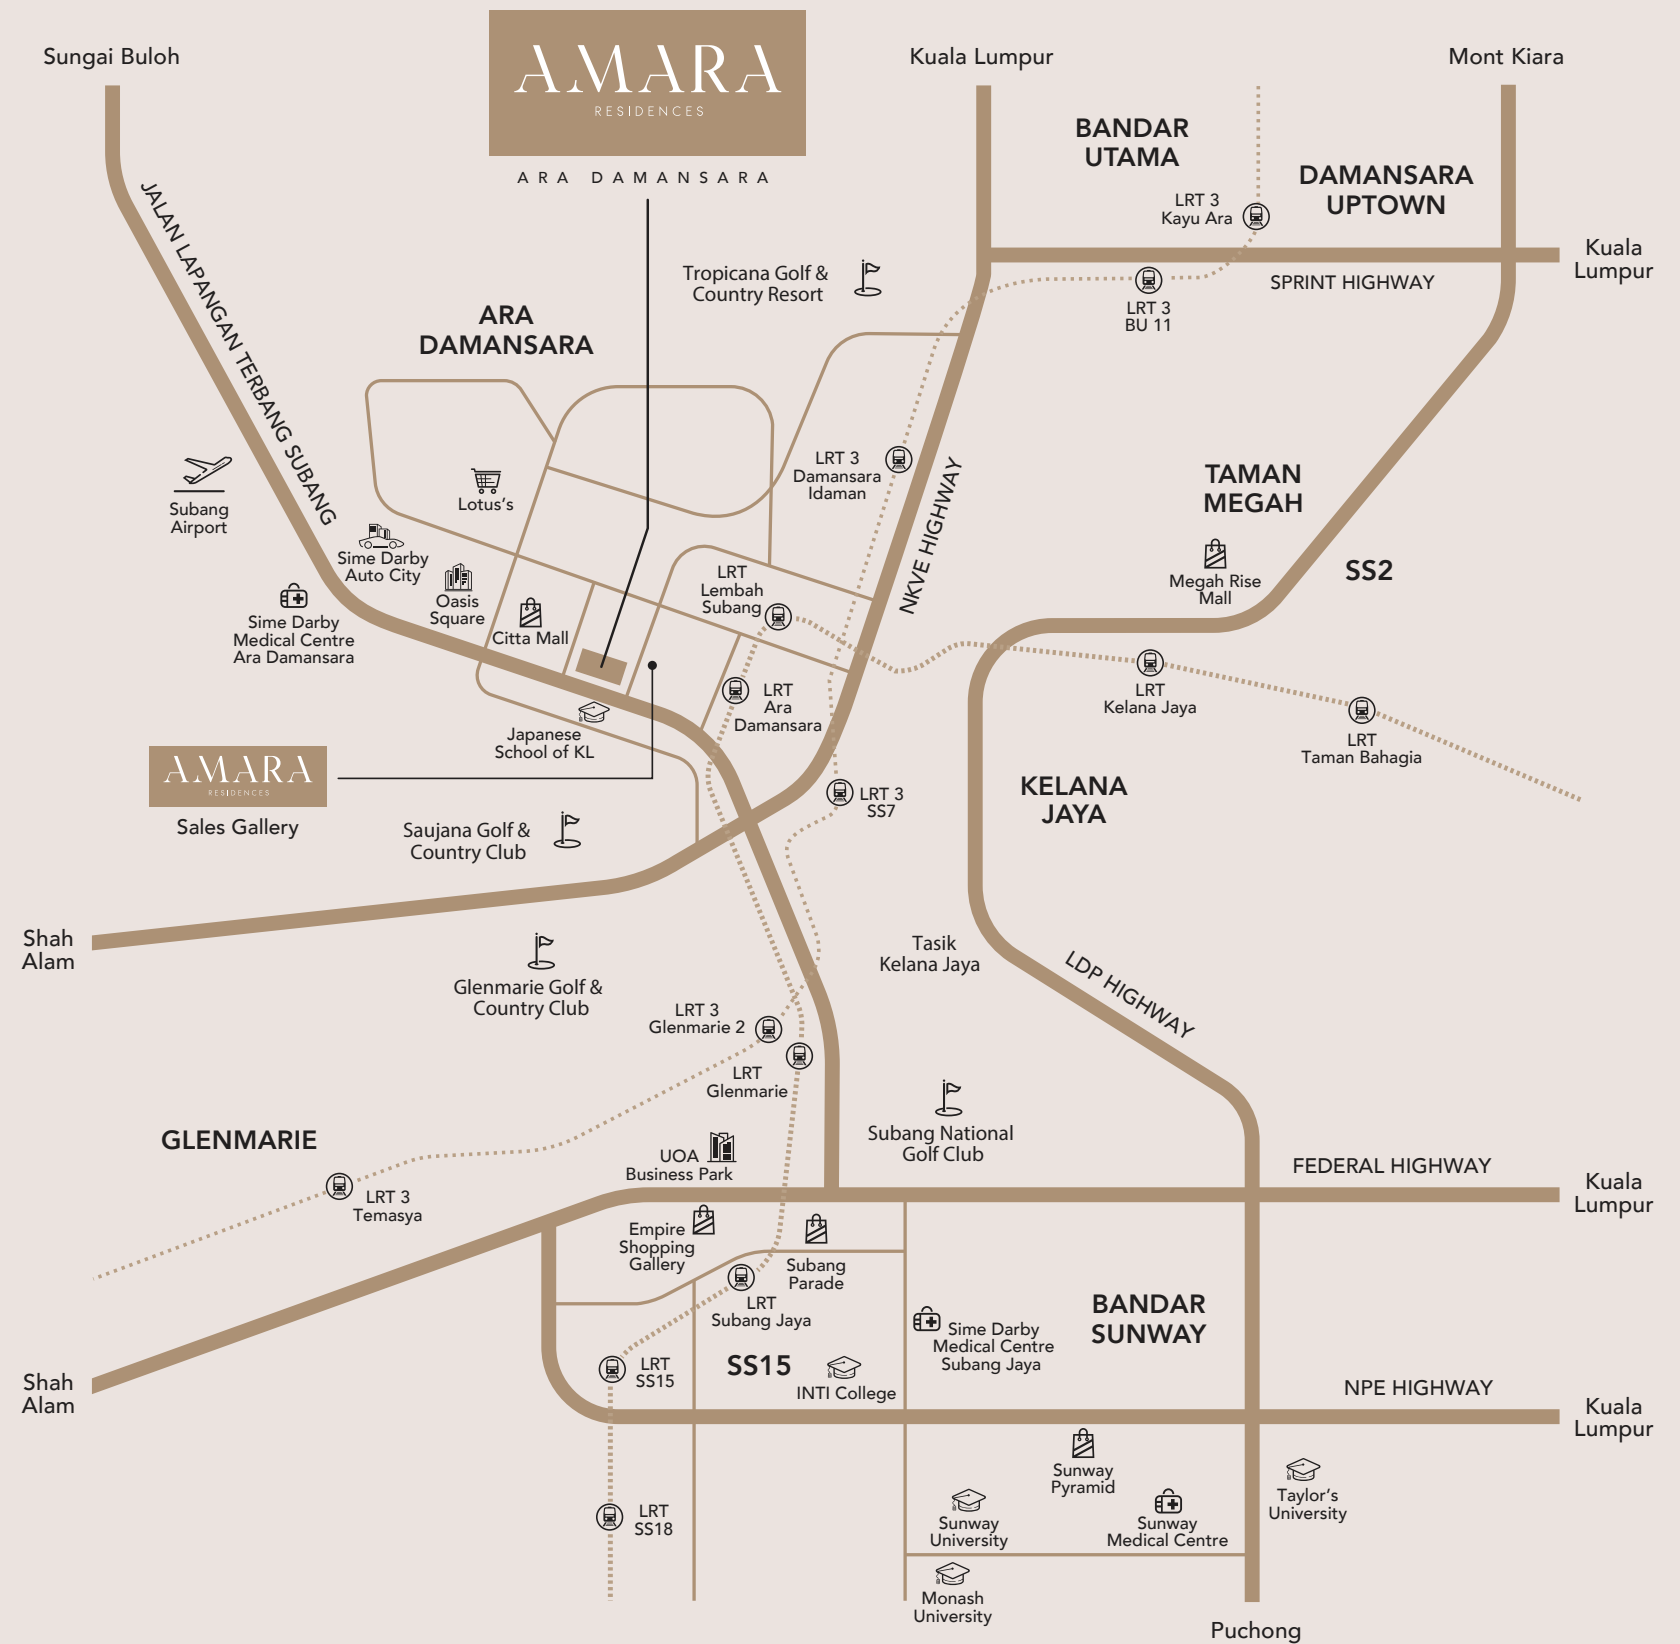 Sungai Buloh
AMARA
RESIDENCES
ARA DAMANSARA
Kuala Lumpur
Mont Kiara
BANDAR
UTAMA
DAMANSARA
UPTOWN
LRT 3
Kayu Ara
Kuala
Lumpur
SPRINT HIGHWAY
LRT 3
BU 11
Tropicana Golf &
Country Resort
JALAN LAPANGAN TERBANG SUBANG
ARA
DAMANSARA
Subang
Airport
Lotus's
Sime Darby
Auto City
Oasis
Square
Citta Mall
Sime Darby
Medical Centre
Ara Damansara
LRT 3
Damansara
Idaman
NKVE HIGHWAY
TAMAN
MEGAH
SS2
Megah Rise
Mall
LRT
Lembah
Subang
LRT
Ara
Damansara
LRT
Kelana Jaya
LRT
Taman Bahagia
Japanese
School of KL
AMARA
RESIDENCES
Sales Gallery
Saujana Golf &
Country Club
LRT 3
SS7
KELANA
JAYA
Shah
Alam
Glenmarie Golf &
Country Club
Tasik
Kelana Jaya
LDP HIGHWAY
LRT 3
Glenmarie 2
LRT
Glenmarie
GLENMARIE
LRT 3
Temasya
UOA
Business Park
Subang National
Golf Club
FEDERAL HIGHWAY
Kuala
Lumpur
Empire
Shopping
Gallery
Subang
Parade
LRT
Subang Jaya
Shah
Alam
LRT
SS15
SS15
INTI College
Sime Darby
Medical Centre
Subang Jaya
BANDAR
SUNWAY
NPE HIGHWAY
Kuala
Lumpur
LRT
SS18
Sunway
Pyramid
Sunway
University
Sunway
Medical Centre
Taylor's
University
Monash
University
Puchong